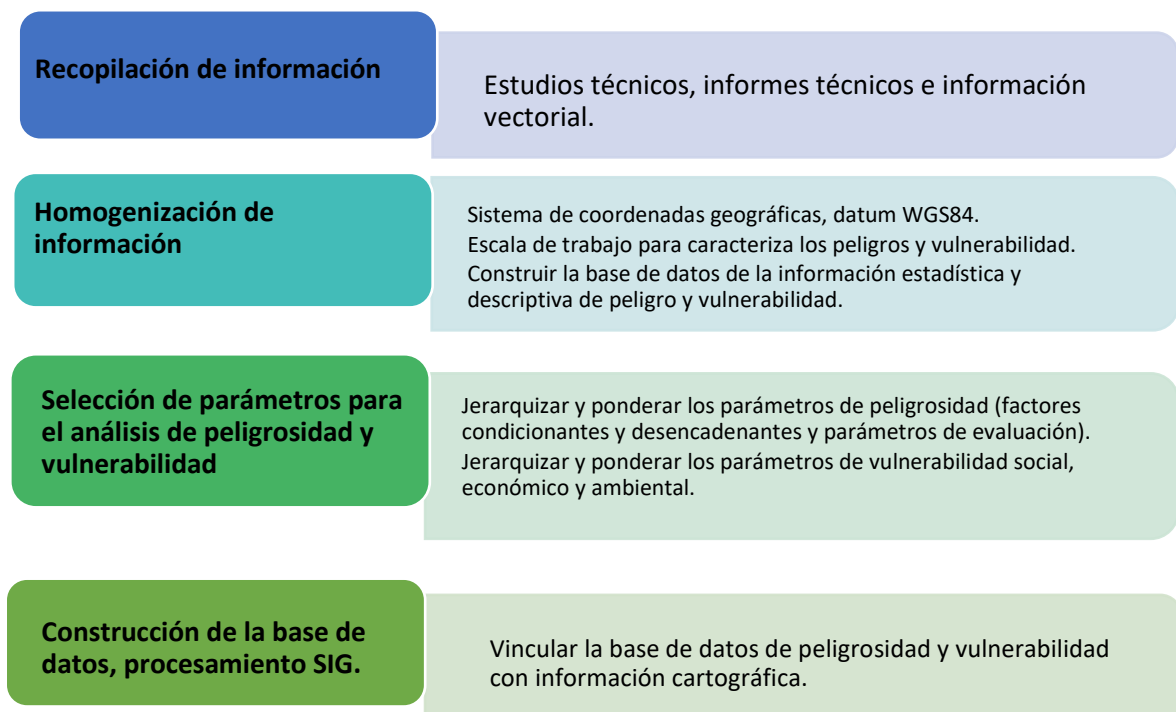 Recopilación de información
Estudios técnicos, informes técnicos e información
vectorial.
Homogenización de
información
Sistema de coordenadas geográficas, datum WGS84.
Escala de trabajo para caracteriza los peligros y vulnerabilidad.
Construir la base de datos de la información estadística y
descriptiva de peligro y vulnerabilidad.
Selección de parámetros para
el análisis de peligrosidad y
vulnerabilidad
Jerarquizar y ponderar los parámetros de peligrosidad (factores
condicionantes y desencadenantes y parámetros de evaluación).
Jerarquizar y ponderar los parámetros de vulnerabilidad social,
económico y ambiental.
Construcción de la base de
datos, procesamiento SIG.
Vincular la base de datos de peligrosidad y vulnerabilidad
con información cartográfica.